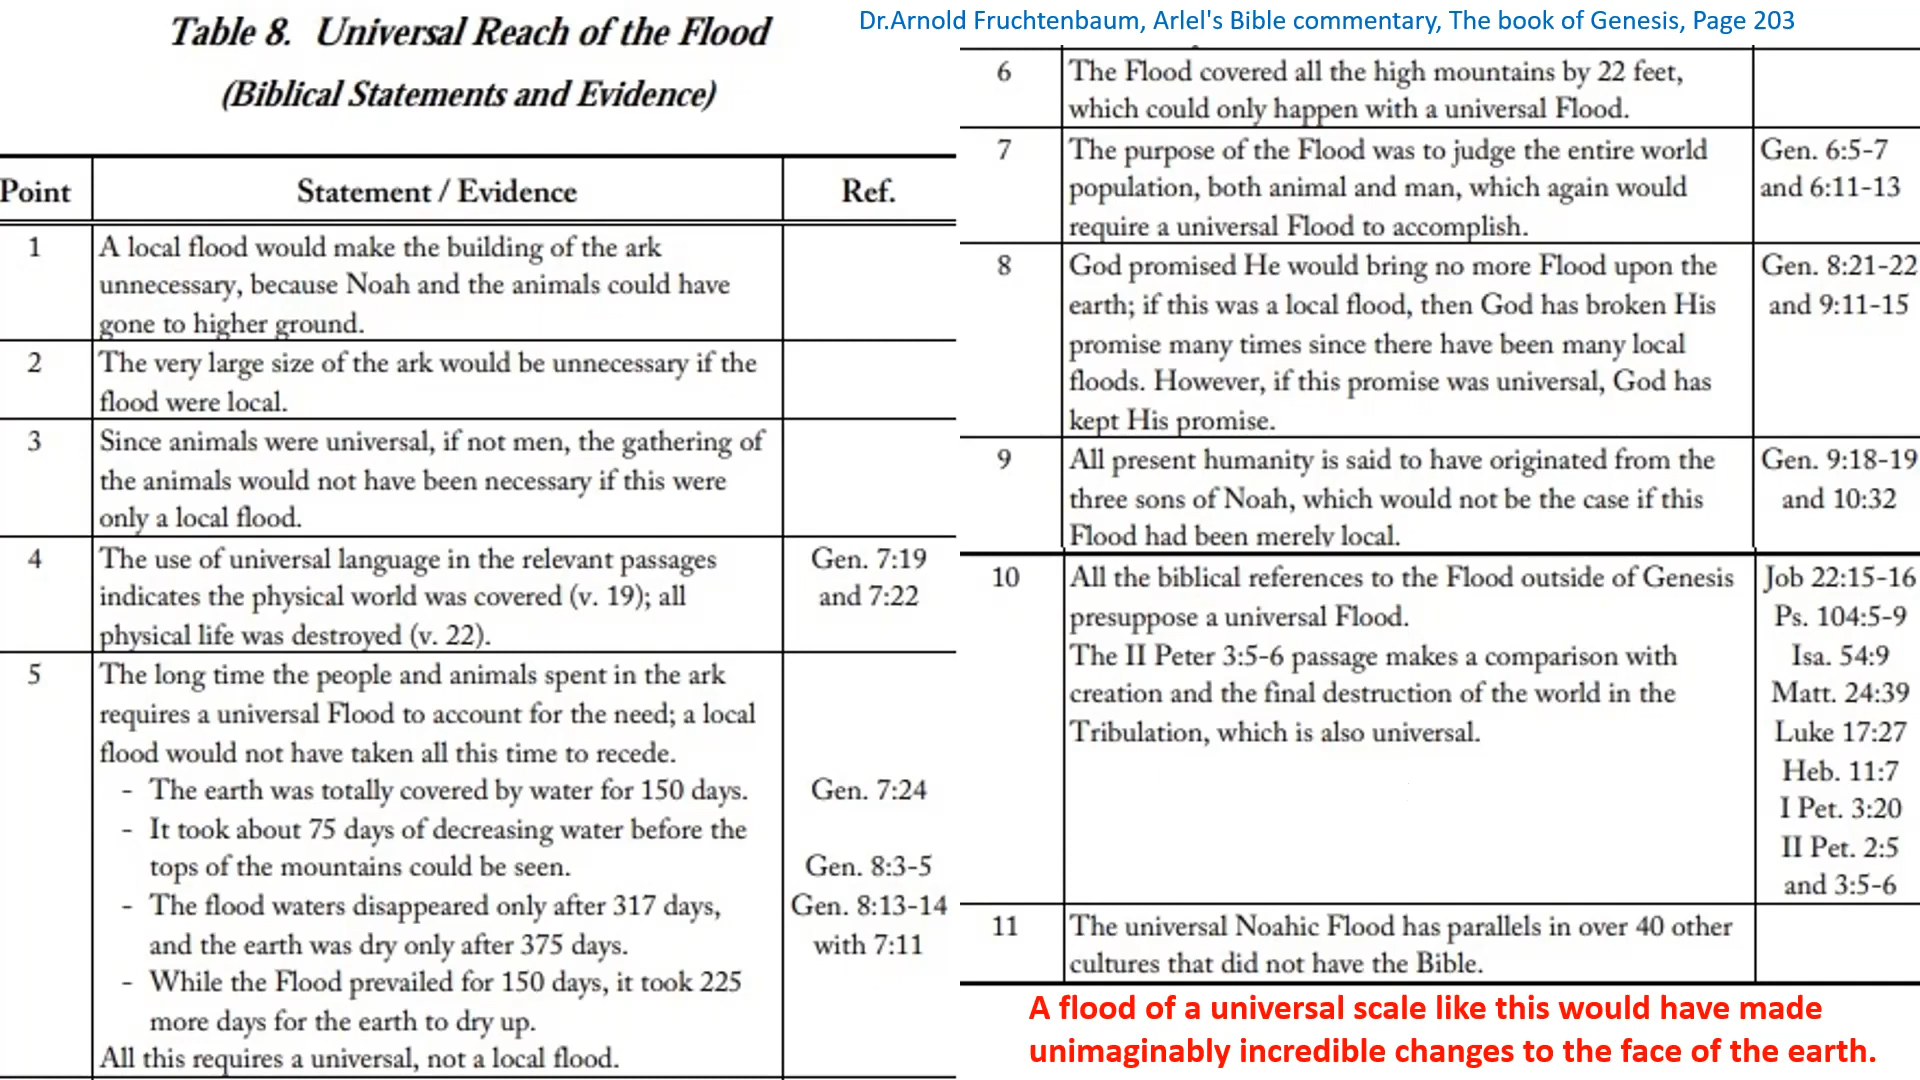 Table 8. Universal Reach of the Flood
(Biblical Statements and Evidence)
Point Statement / Evidence Ref.
1 A local flood would make the building of the ark
unnecessary, because Noah and the animals could have
gone to higher ground.
2 The very large size of the ark would be unnecessary if the
flood were local.
3 Since animals were universal, if not men, the gathering of
the animals would not have been necessary if this were
only a local flood.
4 The use of universal language in the relevant passages Gen. 7:19
indicates the physical world was covered (v. 19); all and 7:22
physical life was destroyed (v. 22).
5 The long time the people and animals spent in the ark
requires a universal Flood to account for the need; a local
flood would not have taken all this time to recede.
- The earth was totally covered by water for 150 days. Gen. 7:24
- It took about 75 days of decreasing water before the
tops of the mountains could be seen. Gen. 8:3-5
- The flood waters disappeared only after 317 days, Gen. 8:13-14
and the earth was dry only after 375 days. with 7:11
- While the Flood prevailed for 150 days, it took 225
more days for the earth to dry up.
All this requires a universal, not a local flood.
Dr.Arnold Fruchtenbaum, Arlel's Bible commentary, The book of Genesis, Page 203
6 The Flood covered all the high mountains by 22 feet,
which could only happen with a universal Flood.
7 The purpose of the Flood was to judge the entire world Gen. 6:5-7
population, both animal and man, which again would and 6:11-13
require a universal Flood to accomplish.
8 God promised He would bring no more Flood upon the Gen. 8:21-22
earth; if this was a local flood, then God has broken His and 9:11-15
promise many times since there have been many local
floods. However, if this promise was universal, God has
kept His promise.
9 All present humanity is said to have originated from the Gen. 9:18-19
three sons of Noah, which would not be the case if this and 10:32
Flood had been merely local.
10 All the biblical references to the Flood outside of Genesis Job 22:15-16
presuppose a universal Flood. Ps. 104:5-9
The II Peter 3:5-6 passage makes a comparison with Isa. 54:9
creation and the final destruction of the world in the Matt. 24:39
Tribulation, which is also universal. Luke 17:27
Heb. 11:7
I Pet. 3:20
II Pet. 2:5
and 3:5-6
11 The universal Noahic Flood has parallels in over 40 other
cultures that did not have the Bible.
A flood of a universal scale like this would have made
unimaginably incredible changes to the face of the earth.